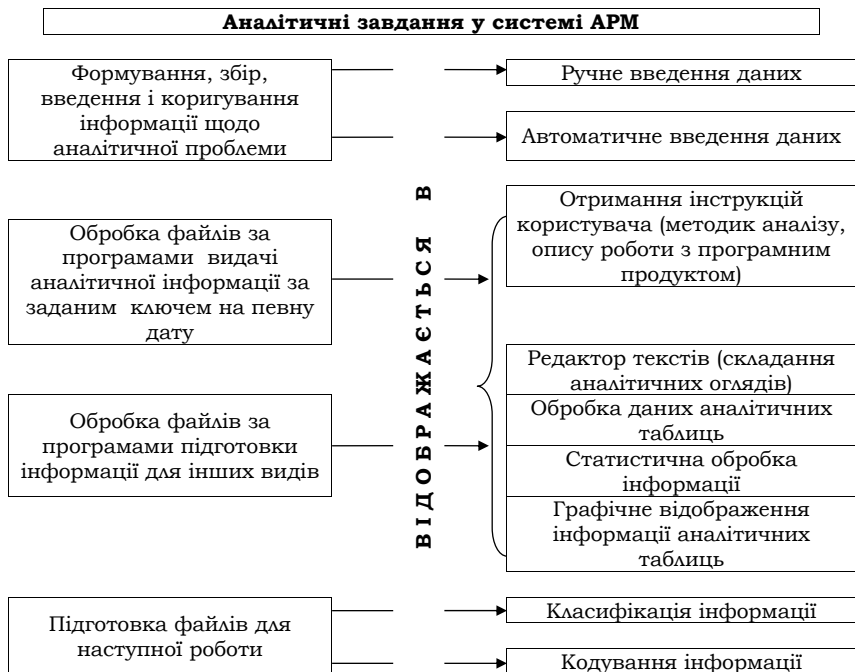 Аналітичні завдання у системі АРМ
Формування, збір,
введення і коригування
інформації щодо
аналітичної проблеми
Обробка файлів за
програмами видачі
аналітичної інформації за
заданим ключем на певну
дату
Обробка файлів за
програмами підготовки
інформації для інших видів
Підготовка файлів для
наступної роботи
ВІДОБРАЖАЄТЬСЯ В
Ручне введення даних
Автоматичне введення даних
Отримання інструкцій
користувача (методик аналізу,
опису роботи з програмним
продуктом)
Редактор текстів (складання
аналітичних оглядів)
Обробка даних аналітичних
таблиць
Статистична обробка
інформації
Графічне відображення
інформації аналітичних
таблиць
Класифікація інформації
Кодування інформації